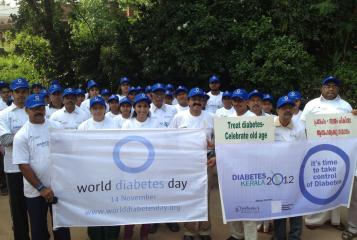 Treat diabetes-
Celebrate old age
world diabetes day
14 November
www.worlddiabetesday.org
DIABETES
KERALA 2012
it's time to
take control
of Diabetes